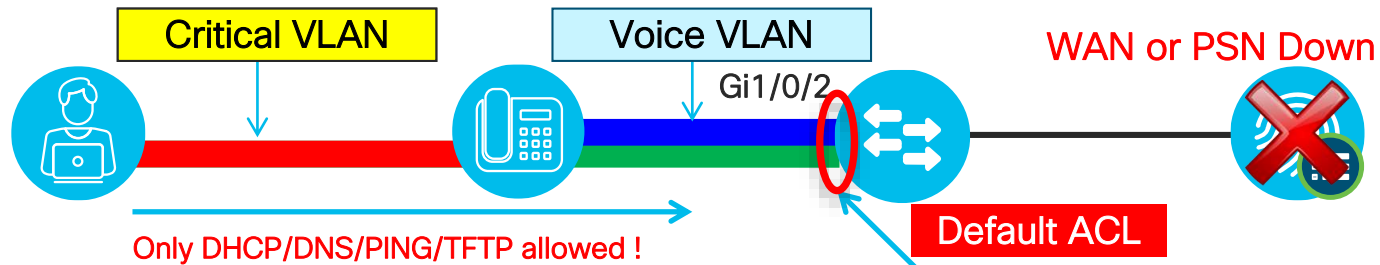 Critical VLAN
Voice VLAN
WAN or PSN Down
Gi1/0/2
Default ACL
Only DHCP/DNS/PING/TFTP allowed !